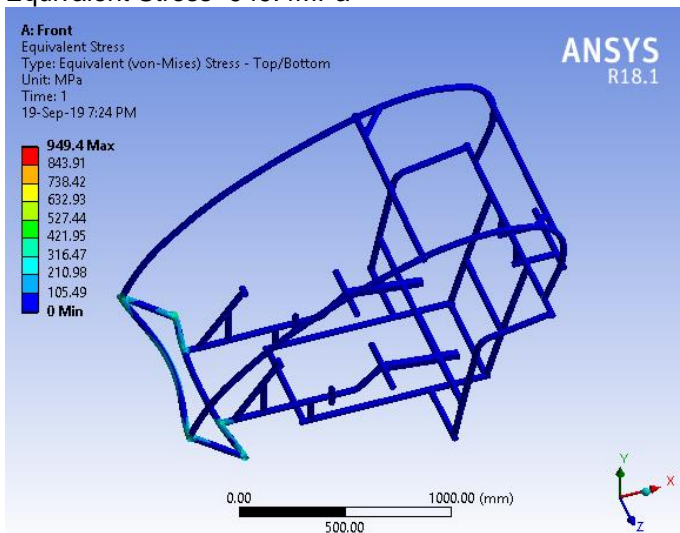 A: Front
Equivalent Stress
Type: Equivalent (von-Mises) Stress - Top/Bottom
Unit: MPa
Time: 1
19-Sep-19 7:24 PM
ANSYS
R18.1
949.4 Max
843.91
738.42
632.93
527.44
421.95
316.47
210.98
105.49
0 Min
0.00
1000.00 (mm)
500.00
Y
X
Z